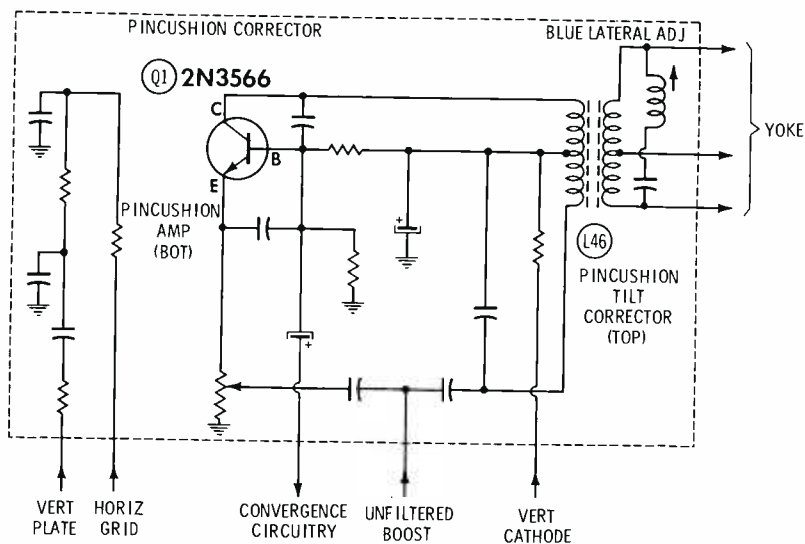 PINCUSHION CORRECTOR
BLUE LATERAL ADJ
Q1 2N3566
C
B
E
YOKE
PINCUSHION
AMP
(BOT)
+
L46
PINCUSHION
TILT
CORRECTOR
(TOP)
+
VERT
PLATE
HORIZ
GRID
CONVERGENCE
CIRCUITRY
UNFILTERED
BOOST
VERT
CATHODE